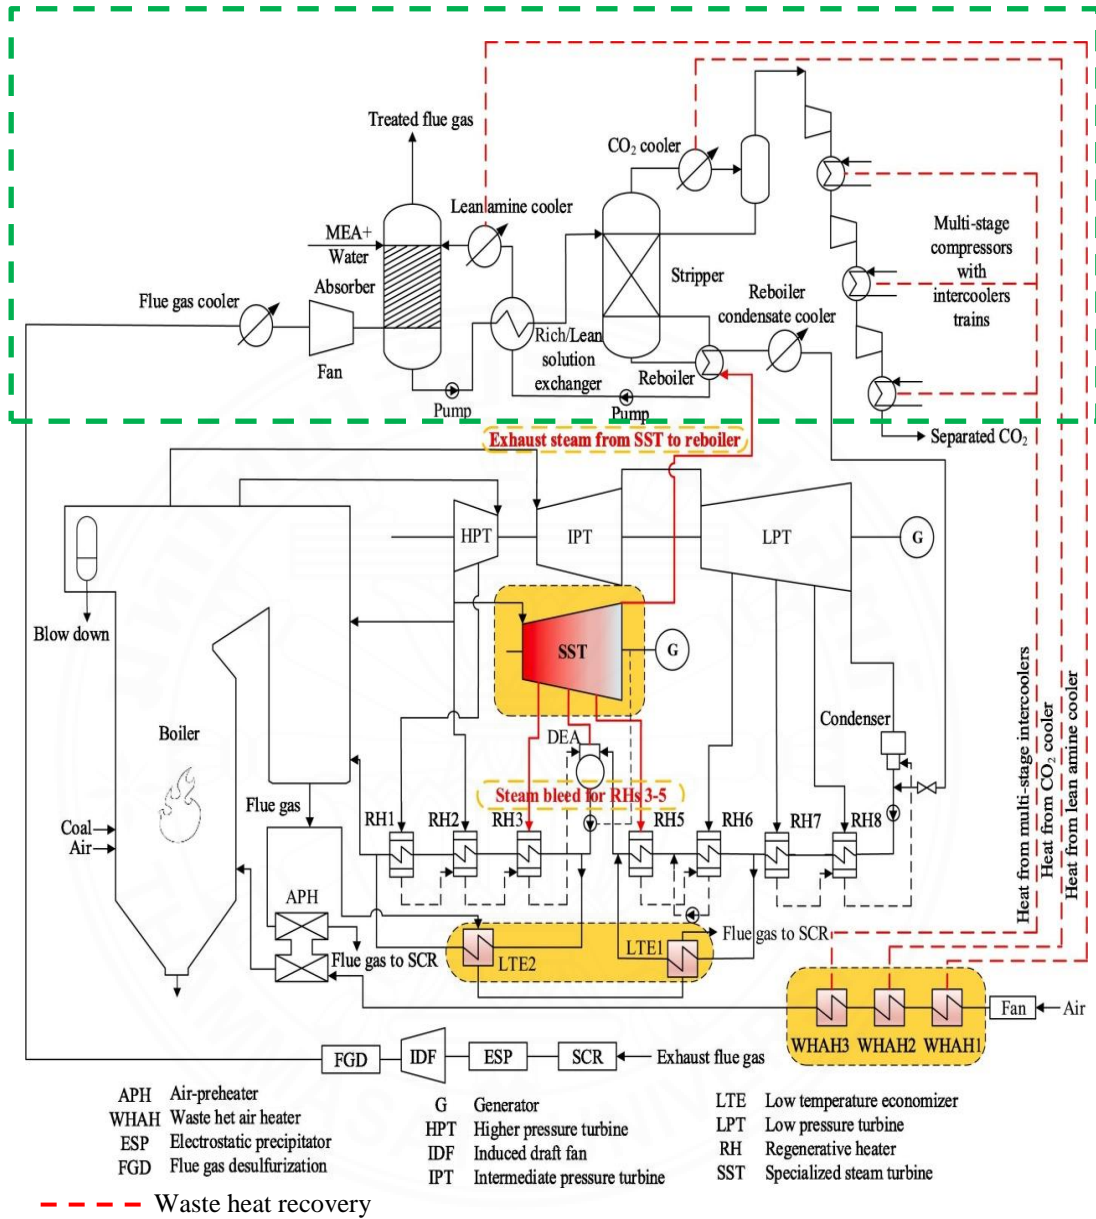 Treated flue gas
CO2 cooler
Lean amine cooler
MEA+
Water
Multi-stage
compressors
with
intercoolers
trains
Stripper
Absorber
Flue gas cooler
Reboiler
condensate cooler
Rich/Lean
solution
exchanger
Fan
Reboiler
Pump
Pump
Separated CO2
Exhaust steam from SST to reboiler
HPT
IPT
LPT
G
Blow down
SST
G
Heat from multi-stage intercoolers
Heat from CO2 cooler
Heat from lean amine cooler
Condenser
Boiler
DEA
Steam bleed for RHs 3-5
Flue gas
Coal
Air
RH1
RH2
RH3
RH5
RH6
RH7
RH8
APH
Flue gas to SCR
LTE2
LTE1
Flue gas to SCR
WHAH3
WHAH2
WHAH1
Fan
Air
FGD
IDF
ESP
SCR
Exhaust flue gas
APH Air-preheater
WHAH Waste het air heater
ESP Electrostatic precipitator
FGD Flue gas desulfurization
G Generator
HPT Higher pressure turbine
IDF Induced draft fan
IPT Intermediate pressure turbine
LTE Low temperature economizer
LPT Low pressure turbine
RH Regenerative heater
SST Specialized steam turbine
Waste heat recovery